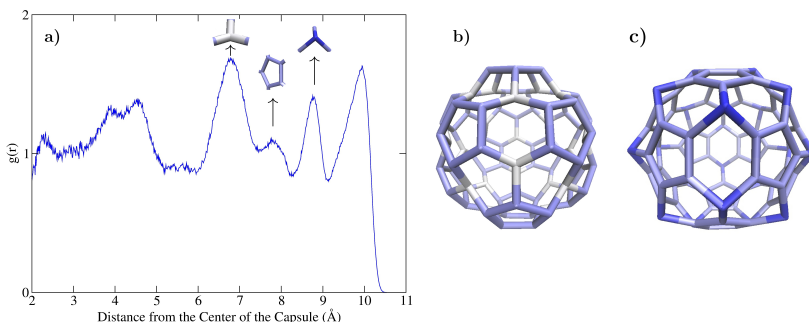 a)
b)
c)
g(r)
2
1
0
2 3 4 5 6 7 8 9 10 11
Distance from the Center of the Capsule (Å)